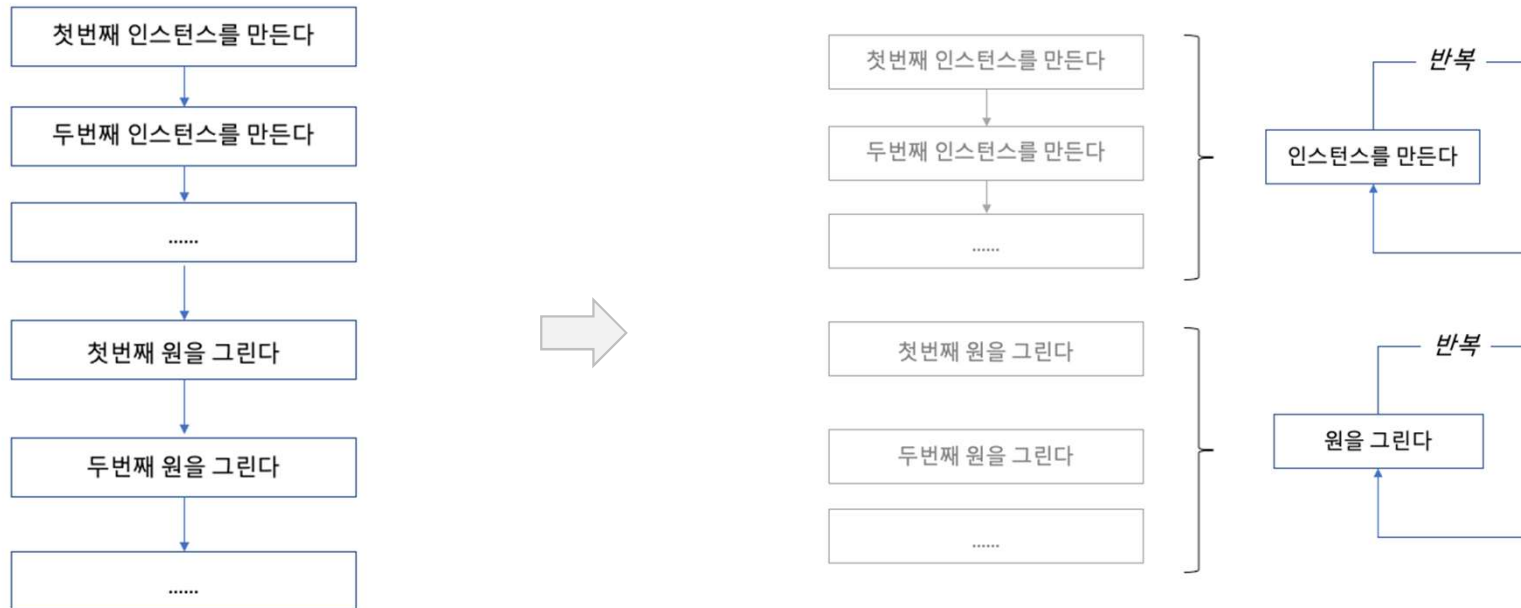 첫번째 인스턴스를 만든다
두번째 인스턴스를 만든다
......
첫번째 원을 그린다
두번째 원을 그린다
......
첫번째 인스턴스를 만든다
두번째 인스턴스를 만든다
......
반복
인스턴스를 만든다
첫번째 원을 그린다
두번째 원을 그린다
......
반복
원을 그린다